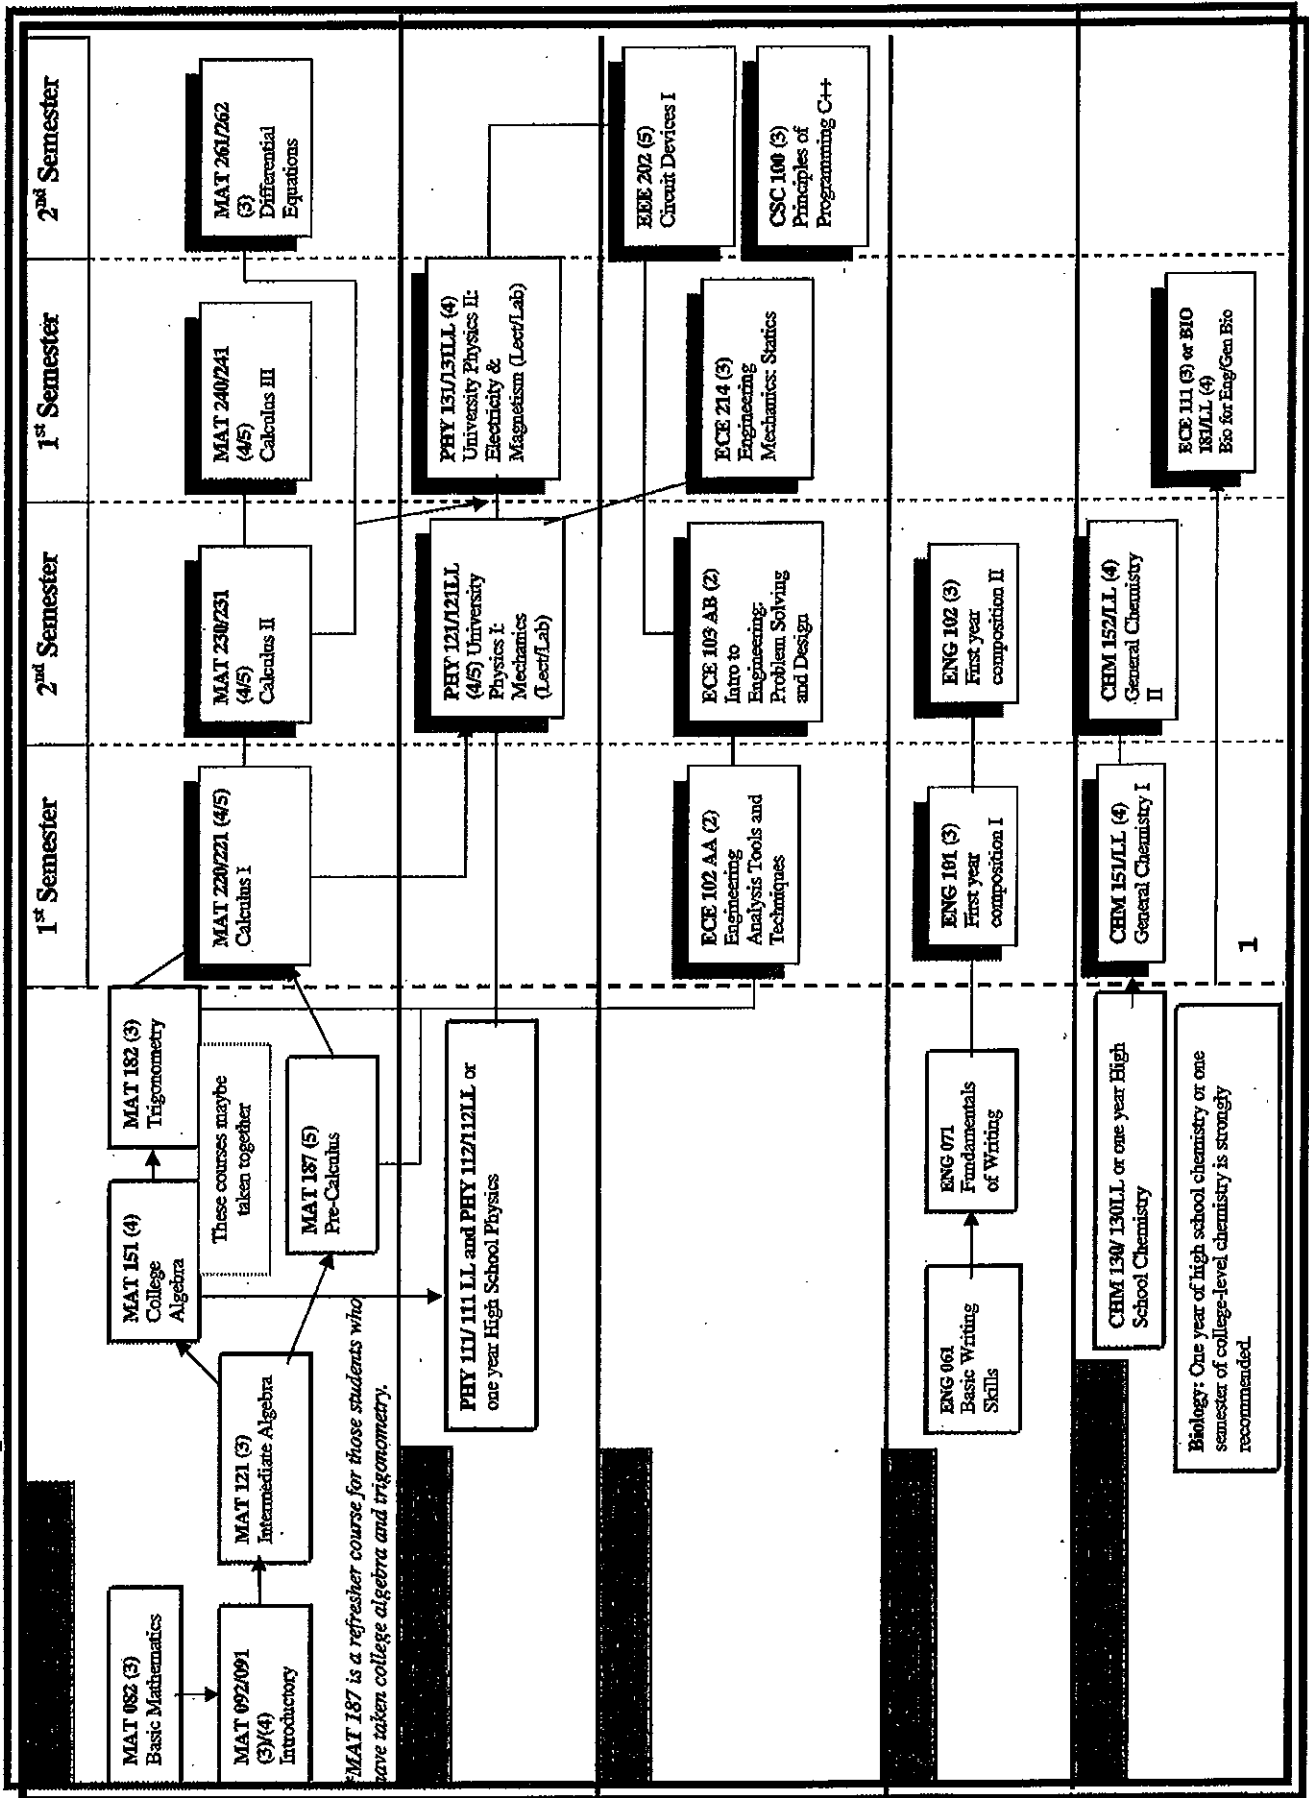 1st Semester
2nd Semester
1st Semester
2nd Semester
MAT 082 (3)
Basic Mathematics
MAT 092/091
(3)/(4)
Introductory
MAT 121 (3)
Intermediate Algebra
MAT 151 (4)
College
Algebra
MAT 182 (3)
Trigonometry
These courses maybe
taken together
MAT 187 (5)
Pre-Calculus
*MAT 187 is a refresher course for those students who
have taken college algebra and trigonometry.
MAT 220/221 (4/5)
Calculus I
MAT 230/231
(4/5)
Calculus II
MAT 240/241
(4/5)
Calculus III
MAT 261/262
(3)
Differential
Equations
PHY 111/ 111 LL and PHY 112/112LL or
one year High School Physics
PHY 121/121LL
(4/5) University
Physics I:
Mechanics
(Lect/Lab)
PHY 131/131LL (4)
University Physics II:
Electricity &
Magnetism (Lect/Lab)
ECE 102 AA (2)
Engineering
Analysis Tools and
Techniques
ECE 103 AB (2)
Intro to
Engineering:
Problem Solving
and Design
ECE 214 (3)
Engineering
Mechanics: Statics
EEE 202 (5)
Circuit Devices I
CSC 100 (3)
Principles of
Programming C++
ENG 061
Basic Writing
Skills
ENG 071
Fundamentals
of Writing
ENG 101 (3)
First year
composition I
ENG 102 (3)
First year
composition II
CHM 130/ 130LL or one year High
School Chemistry
CHM 151/LL (4)
General Chemistry I
CHM 152/LL (4)
General Chemistry
II
Biology: One year of high school chemistry or one
semester of college-level chemistry is strongly
recommended.
ECE 111 (3) or BIO
181/LL (4)
Bio for Eng/Gen Bio
1